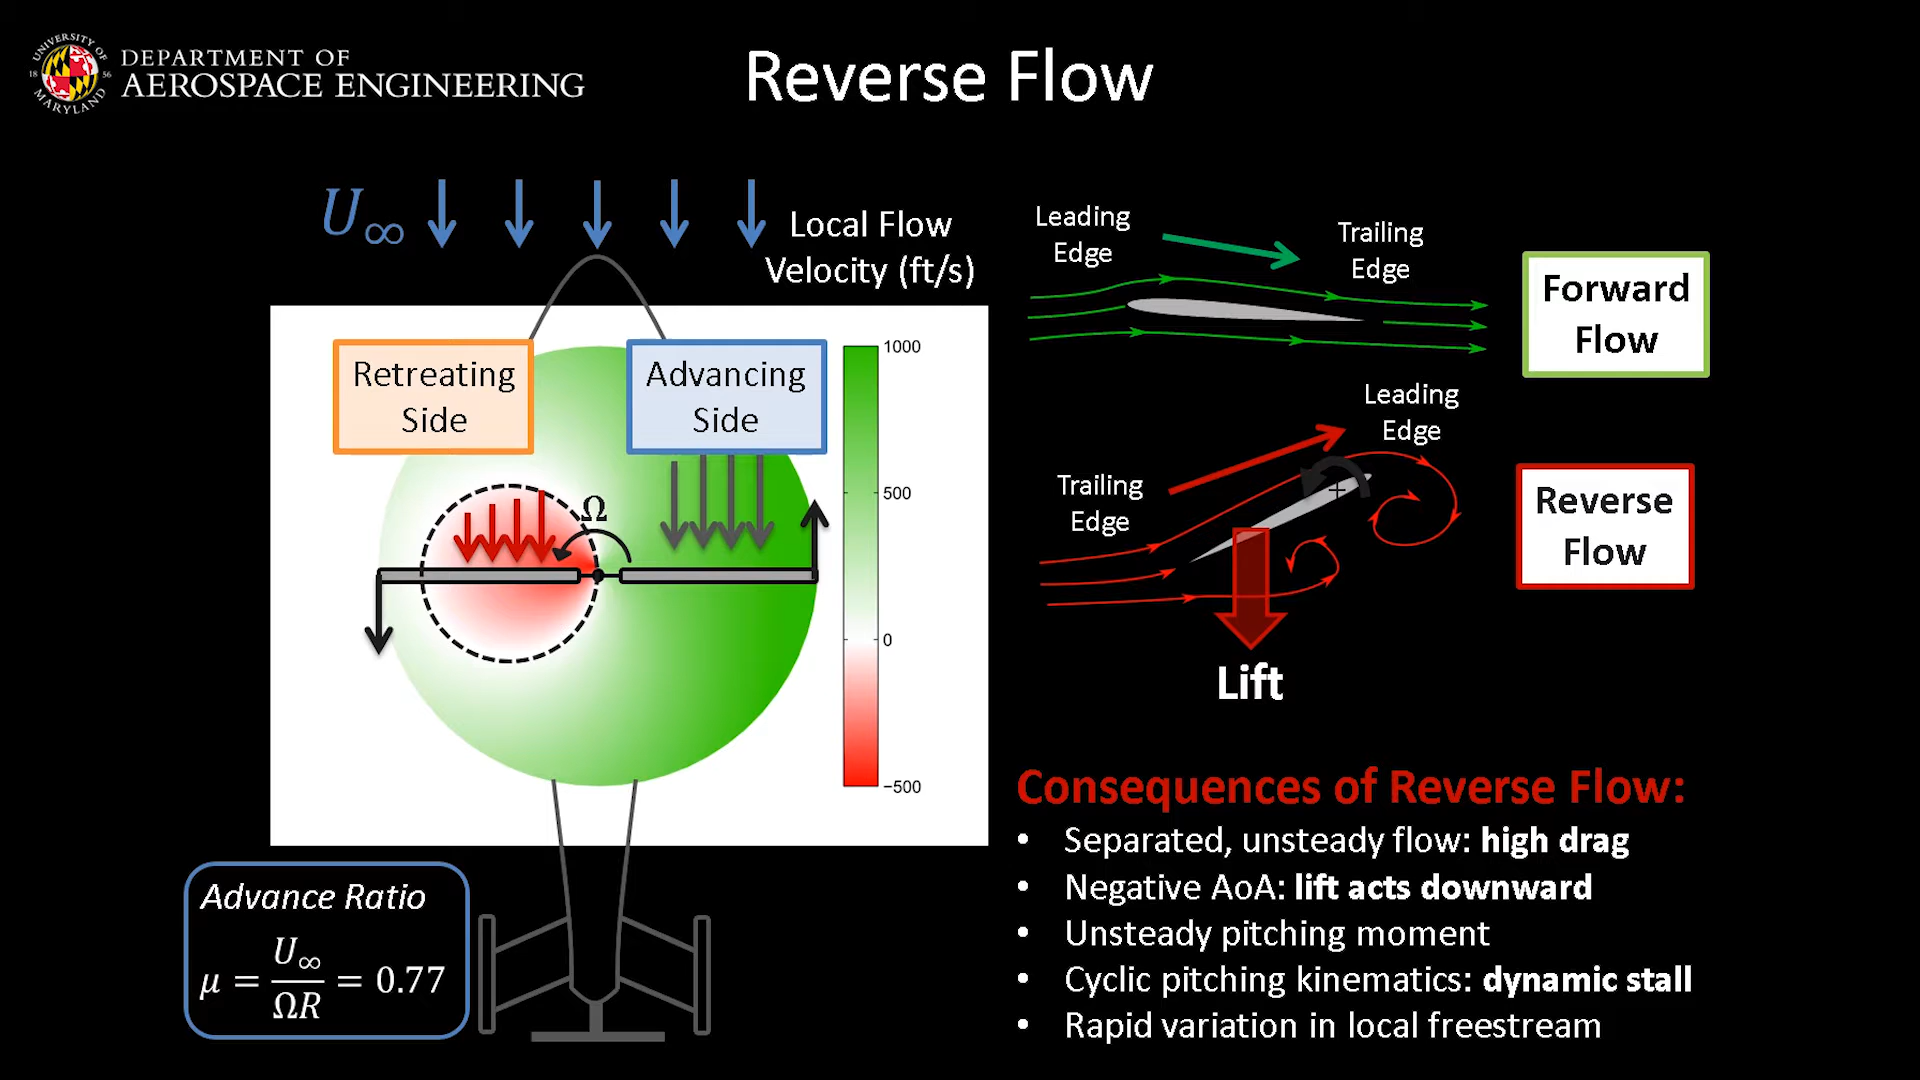 UNIVERSITY OF
18 56
MARYLAND
DEPARTMENT OF
AEROSPACE ENGINEERING
Reverse Flow
U∞
Local Flow
Velocity (ft/s)
Retreating
Side
Advancing
Side
Ω
1000
500
0
−500
Advance Ratio
μ = U∞/ΩR = 0.77
Leading
Edge
Trailing
Edge
Forward
Flow
Leading
Edge
Trailing
Edge
+
Reverse
Flow
Lift
Consequences of Reverse Flow:
• Separated, unsteady flow: high drag
• Negative AoA: lift acts downward
• Unsteady pitching moment
• Cyclic pitching kinematics: dynamic stall
• Rapid variation in local freestream